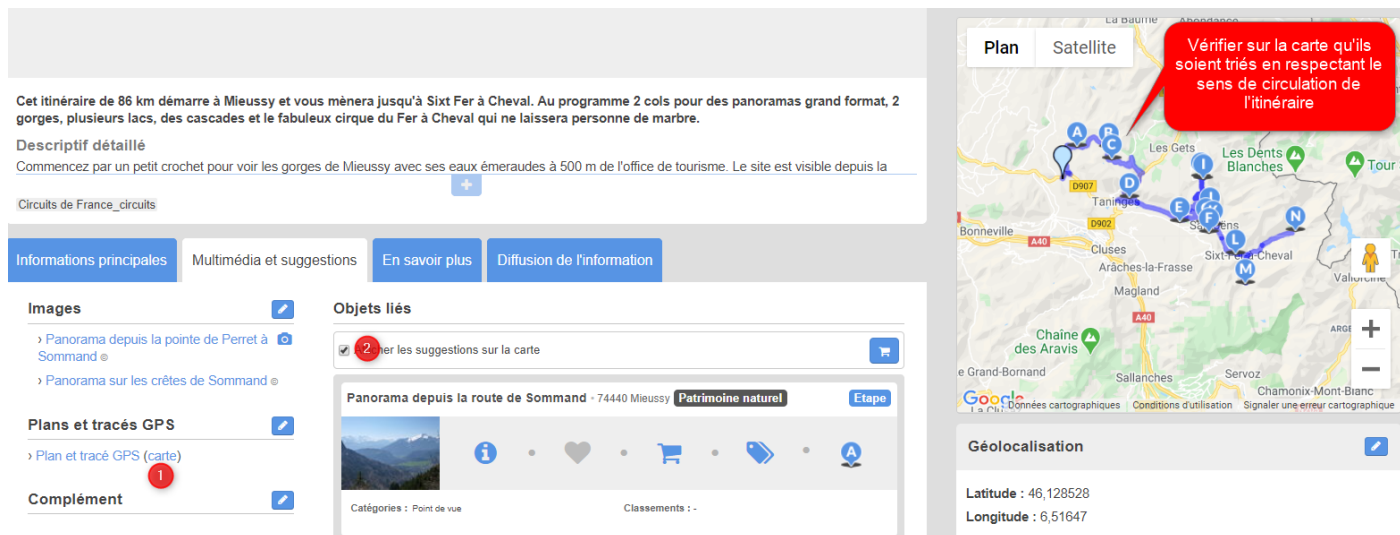 Cet itinéraire de 86 km démarre à Mieussy et vous mènera jusqu'à Sixt Fer à Cheval. Au programme 2 cols pour des panoramas grand format, 2
gorges, plusieurs lacs, des cascades et le fabuleux cirque du Fer à Cheval qui ne laissera personne de marbre.
Descriptif détaillé
Commencez par un petit crochet pour voir les gorges de Mieussy avec ses eaux émeraudes à 500 m de l'office de tourisme. Le site est visible depuis la
+
Circuits de France_circuits
Informations principales
Multimédia et suggestions
En savoir plus
Diffusion de l'information
Images
› Panorama depuis la pointe de Perret à
Sommand ©
› Panorama sur les crêtes de Sommand ©
Plans et tracés GPS
› Plan et tracé GPS (carte)
1
Complément
Objets liés
2
les suggestions sur la carte
Panorama depuis la route de Sommand - 74440 Mieussy Patrimoine naturel
Etape
A
Catégories : Point de vue
Classements : -
La Baume
Abondance
Plan
Satellite
Vérifier sur la carte qu'ils
soient triés en respectant le
sens de circulation de
l'itinéraire
A
B
C
Les Gets
I
Les Dents
Blanches
Tour
D907
D
Taninges
J
E
F
N
Bonneville
D902
A40
Cluses
L
Sixt-Fer-à-Cheval
Arâches-la-Frasse
M
Vallorcine
Magland
A40
Chaîne
des Aravis
+
−
e Grand-Bornand
Sallanches
Servoz
Chamonix-Mont-Blanc
Google
La Clu
Données cartographiques
Conditions d'utilisation
Signaler une erreur cartographique
Géolocalisation
Latitude : 46,128528
Longitude : 6,51647